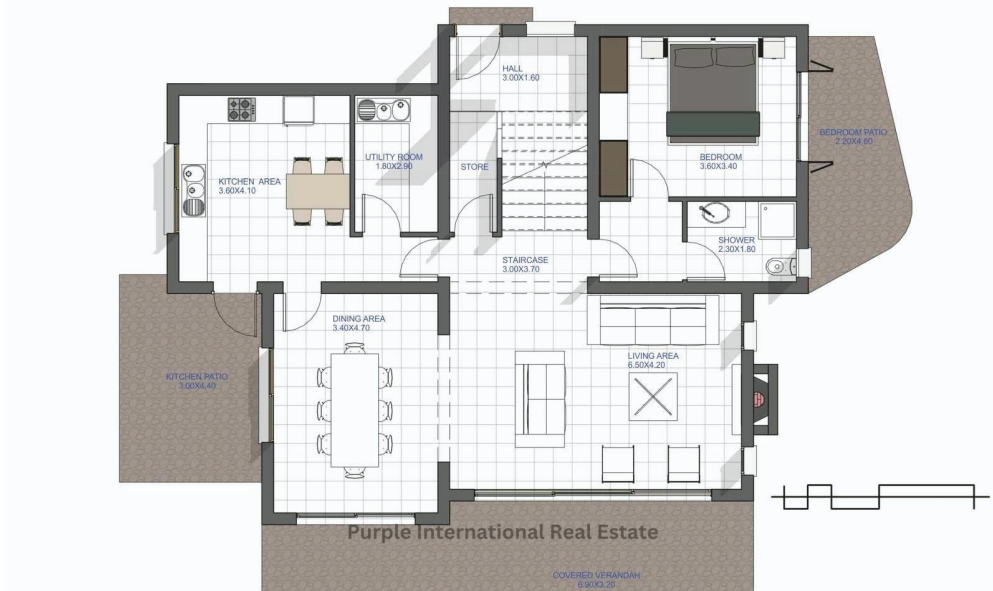 HALL
3.00X1.60
BEDROOM PATIO
2.20X4.60
UTILITY ROOM
1.80X2.90
BEDROOM
3.60X3.40
STORE
KITCHEN AREA
3.60X4.10
SHOWER
2.30X1.80
STAIRCASE
3.00X3.70
DINING AREA
3.40X4.70
LIVING AREA
6.50X4.20
KITCHEN PATIO
3.00X4.40
Purple International Real Estate
COVERED VERANDAH
6.90X3.20